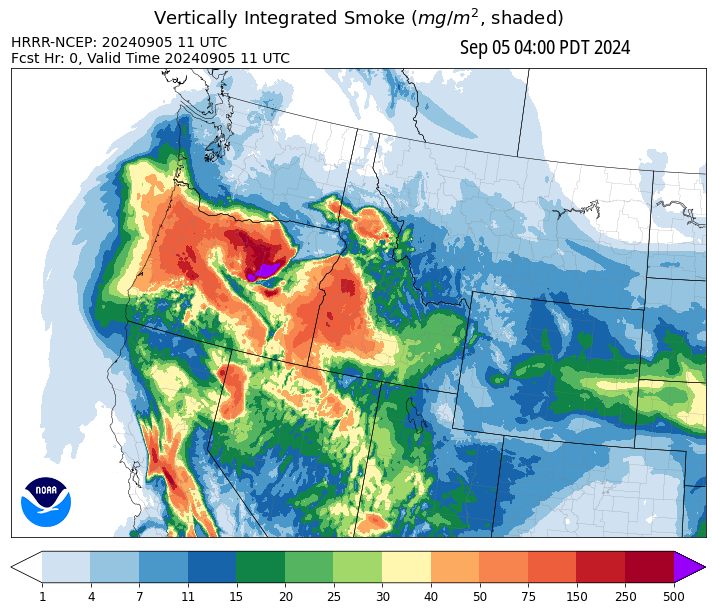 Vertically Integrated Smoke (mg/m², shaded)
HRRR-NCEP: 20240905 11 UTC
Fcst Hr: 0, Valid Time 20240905 11 UTC
Sep 05 04:00 PDT 2024
NOAA
1 4 7 11 15 20 25 30 40 50 75 150 250 500